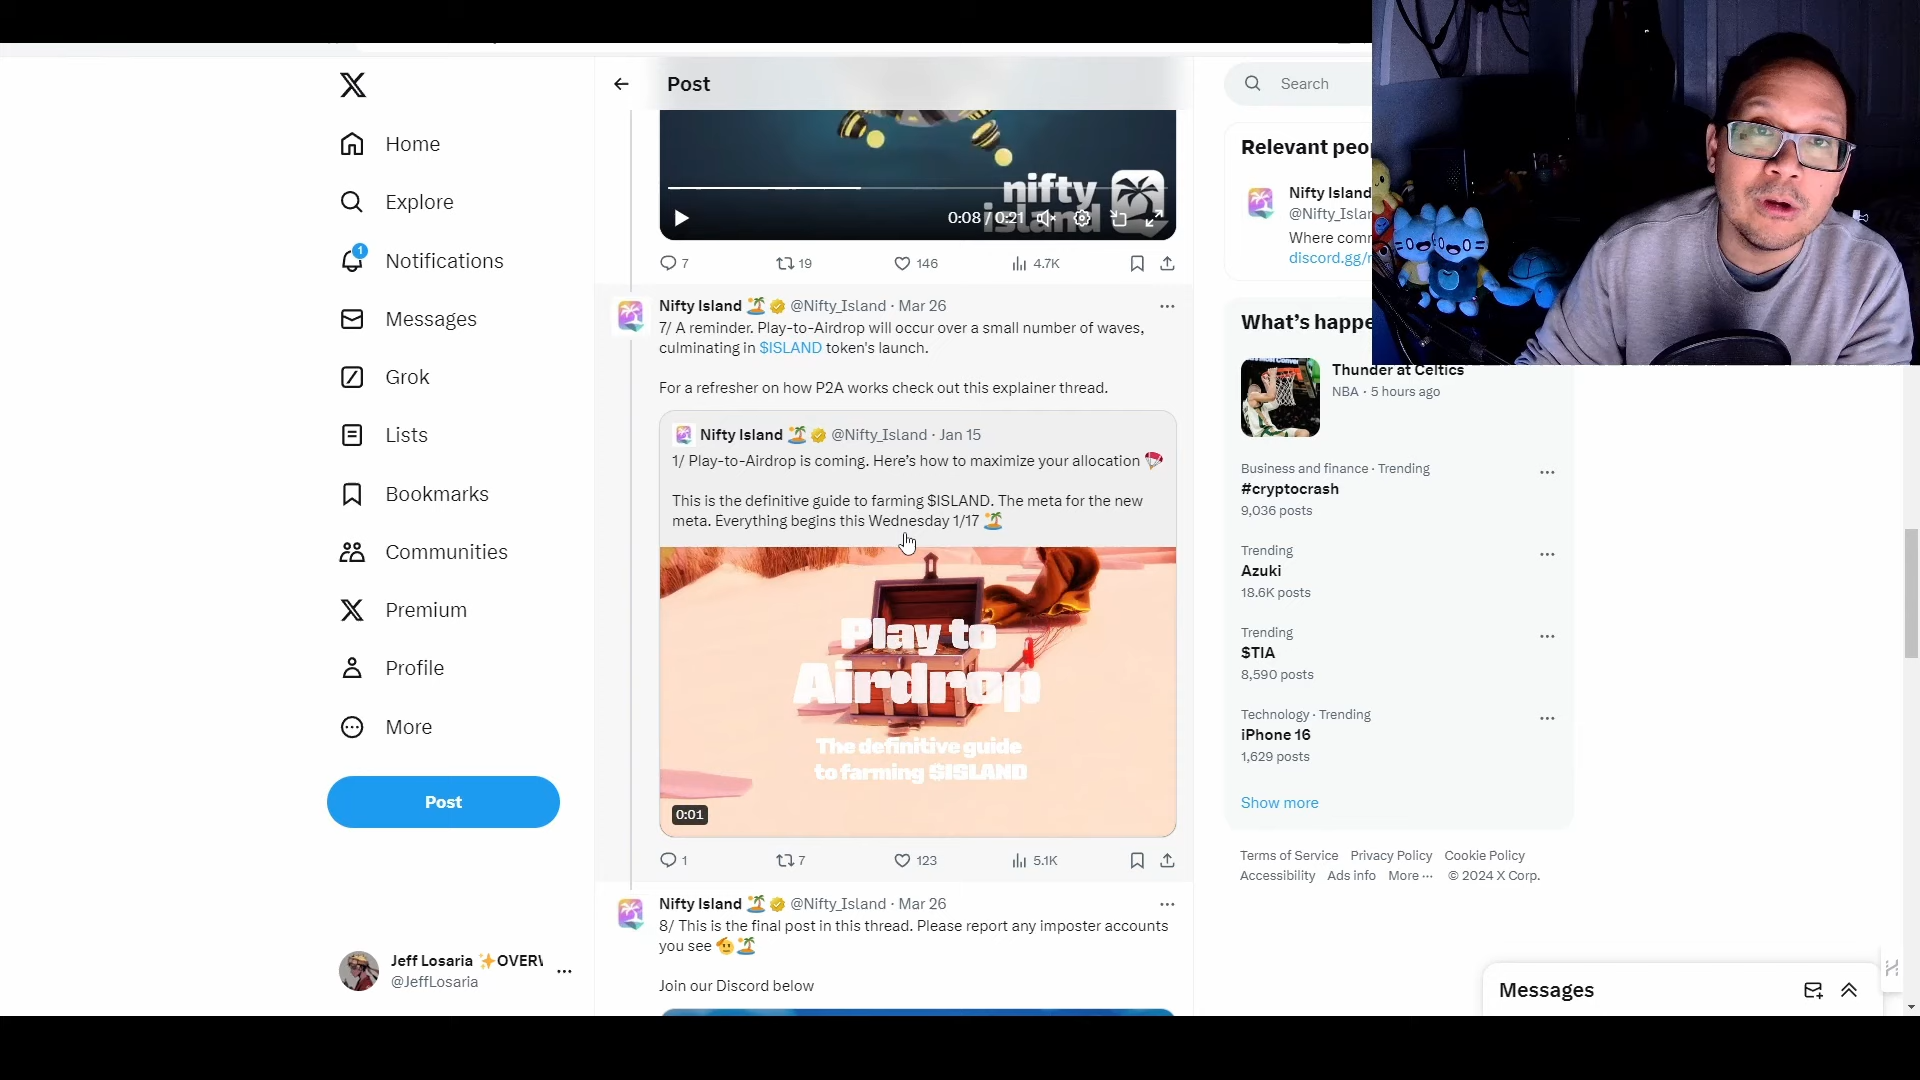 Home
Explore
1
Notifications
Messages
Grok
Lists
Bookmarks
Communities
Premium
Profile
More
Post
Jeff Losaria ✨OVERW
@JeffLosaria
Post
nifty
island
0:08 / 0:21
7 19 146 4.7K
Nifty Island 🏝️ @Nifty_Island · Mar 26
7/ A reminder. Play-to-Airdrop will occur over a small number of waves,
culminating in $ISLAND token's launch.
For a refresher on how P2A works check out this explainer thread.
Nifty Island 🏝️ @Nifty_Island · Jan 15
1/ Play-to-Airdrop is coming. Here’s how to maximize your allocation 🪂
This is the definitive guide to farming $ISLAND. The meta for the new
meta. Everything begins this Wednesday 1/17 🏝️
Play to
Airdrop
The definitive guide
to farming $ISLAND
0:01
1 7 123 5.1K
Nifty Island 🏝️ @Nifty_Island · Mar 26
8/ This is the final post in this thread. Please report any imposter accounts
you see 🫡🏝️
Join our Discord below
Search
Relevant peo
Nifty Island
@Nifty_Islan
Where comm
discord.gg/n
What’s happe
Thunder at Celtics
NBA · 5 hours ago
Business and finance · Trending
#cryptocrash
9,036 posts
Trending
Azuki
18.6K posts
Trending
$TIA
8,590 posts
Technology · Trending
iPhone 16
1,629 posts
Show more
Terms of Service Privacy Policy Cookie Policy
Accessibility Ads info More ··· © 2024 X Corp.
Messages